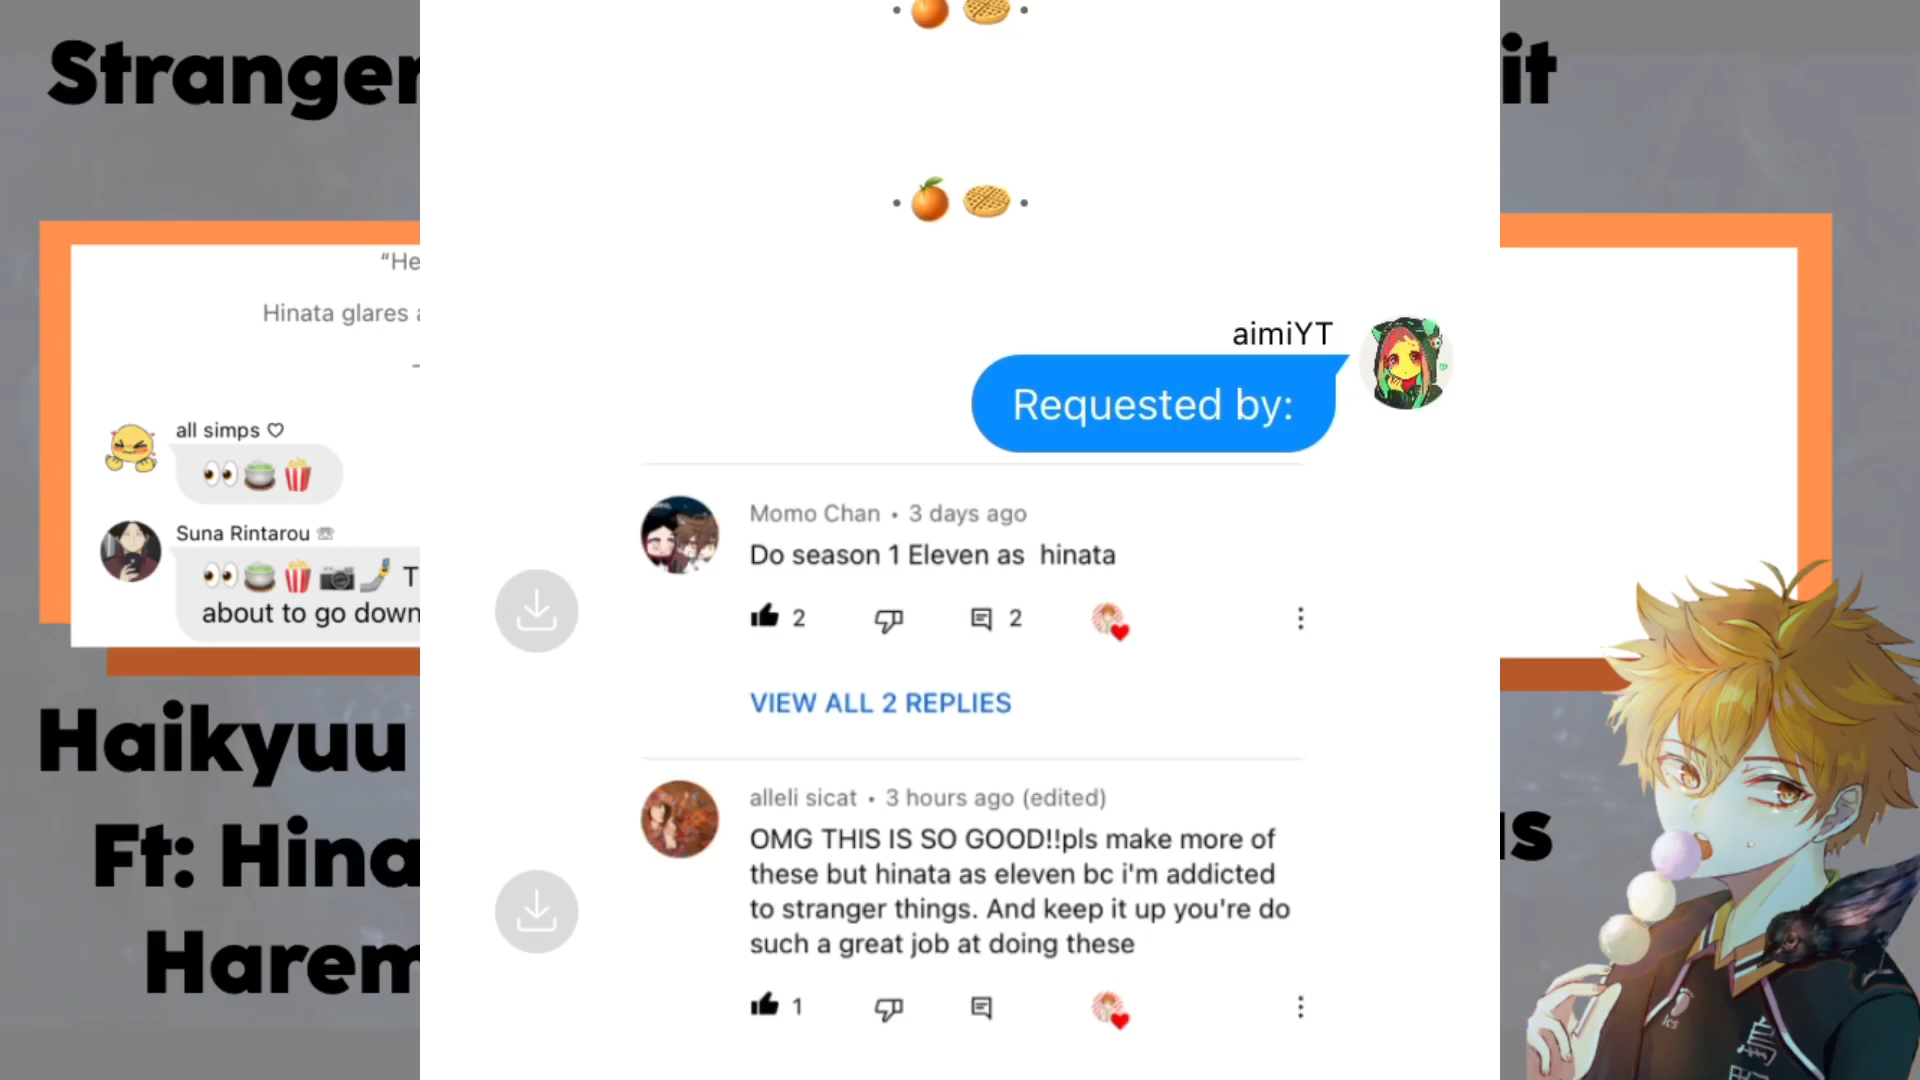 Stranger
it
“He
Hinata glares a
all simps ♡
👀🍵🍿
Suna Rintarou ☏
👀🍵🍿📷🤳 T
about to go down
Haikyuu
Ft: Hina
Harem
us
• 🍊 🧇 •
• 🍊 🧇 •
aimiYT
Requested by:
Momo Chan • 3 days ago
Do season 1 Eleven as hinata
2
2
VIEW ALL 2 REPLIES
alleli sicat • 3 hours ago (edited)
OMG THIS IS SO GOOD!!pls make more of
these but hinata as eleven bc i'm addicted
to stranger things. And keep it up you're do
such a great job at doing these
1